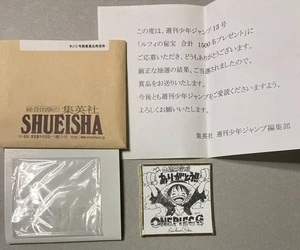 この度は、週刊少年ジャンプ13号
「ルフィの秘宝 合計 1500名プレゼント」に
ご応募いただき、どうもありがとうございます。
厳正な抽選の結果、ご当選されましたので、
賞品をお送りいたします。
今後とも週刊少年ジャンプをご愛読くださいますよう、
よろしくお願いいたします。
集英社 週刊少年ジャンプ編集部
集英社
SHUEISHA
ありがとう!!
ONE PIECE